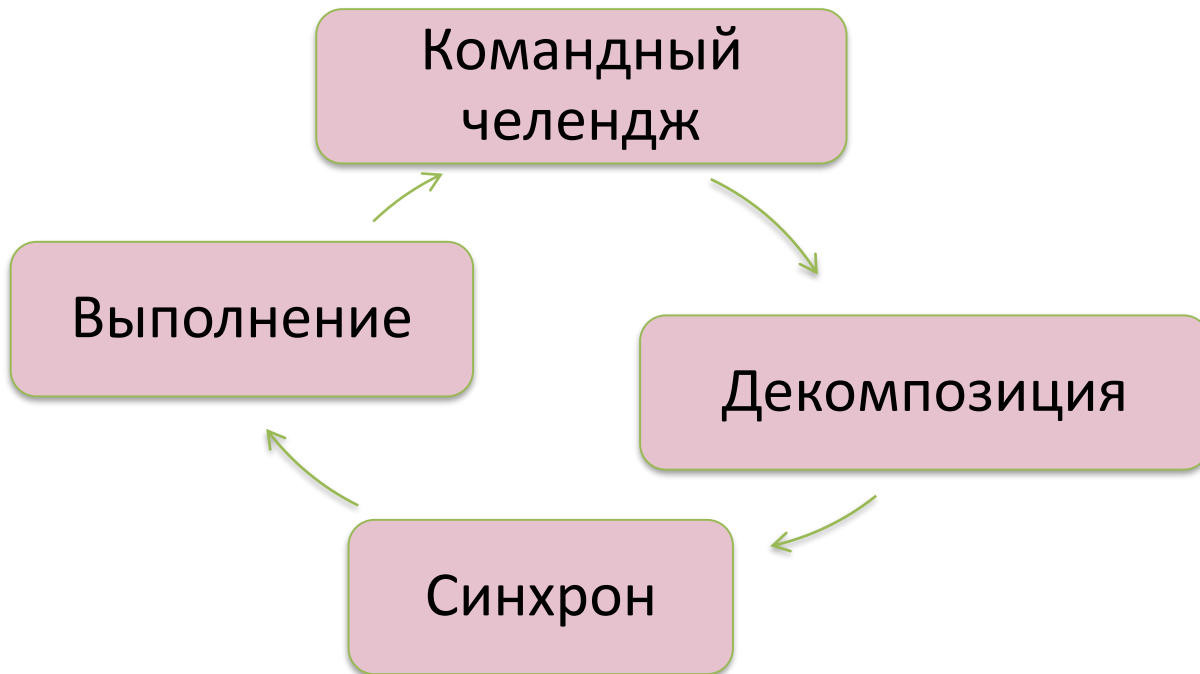 Командный
челендж
Выполнение
Декомпозиция
Синхрон